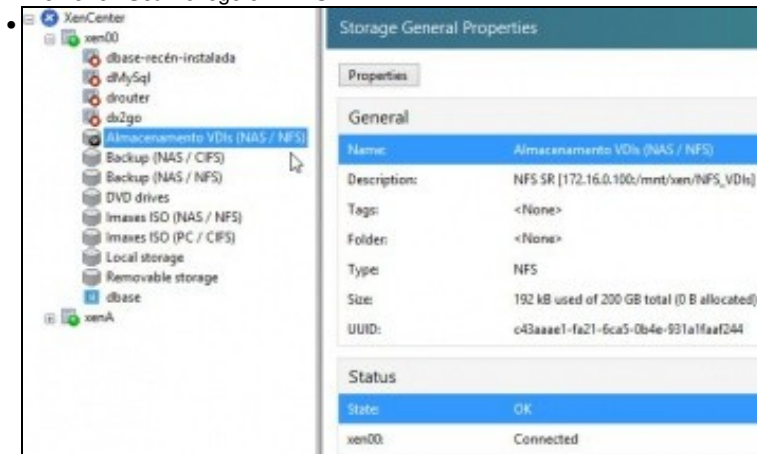 XenCenter
xen00
dbase-recén-instalada
dMySql
drouter
dx2go
Almacenamento VDIs (NAS / NFS)
Backup (NAS / CIFS)
Backup (NAS / NFS)
DVD drives
Imaxes ISO (NAS / NFS)
Imaxes ISO (PC / CIFS)
Local storage
Removable storage
dbase
xenA
Storage General Properties
Properties
General
Name: Almacenamento VDIs (NAS / NFS)
Description: NFS SR [172.16.0.100:/mnt/xen/NFS_VDIs]
Tags: <None>
Folder: <None>
Type: NFS
Size: 192 kB used of 200 GB total (0 B allocated)
UUID: c43aaae1-fa21-6ca5-0b4e-931a1faaf244
Status
State: OK
xen00: Connected